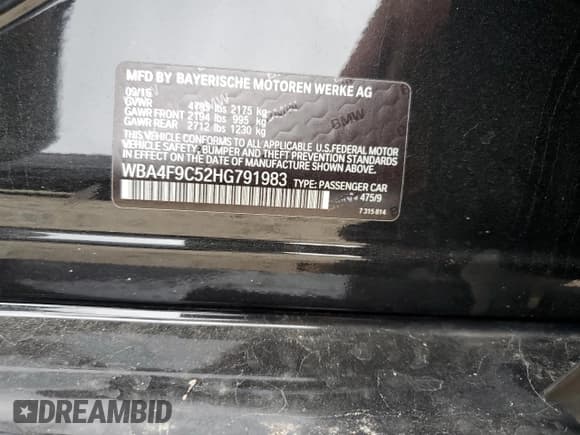 MFD BY BAYERISCHE MOTOREN WERKE AG
09/16
GVWR 4795 lbs 2175 kg
GAWR FRONT 2194 lbs 995 kg
GAWR REAR 2712 lbs 1230 kg
THIS VEHICLE CONFORMS TO ALL APPLICABLE U.S. FEDERAL MOTOR
VEHICLE SAFETY, BUMPER AND THEFT PREVENTION STANDARDS
IN EFFECT ON THE DATE OF MANUFACTURE SHOWN ABOVE.
WBA4F9C52HG791983 TYPE: PASSENGER CAR
475/9
7 315 814
BMW
BMW
BMW
DREAMBID